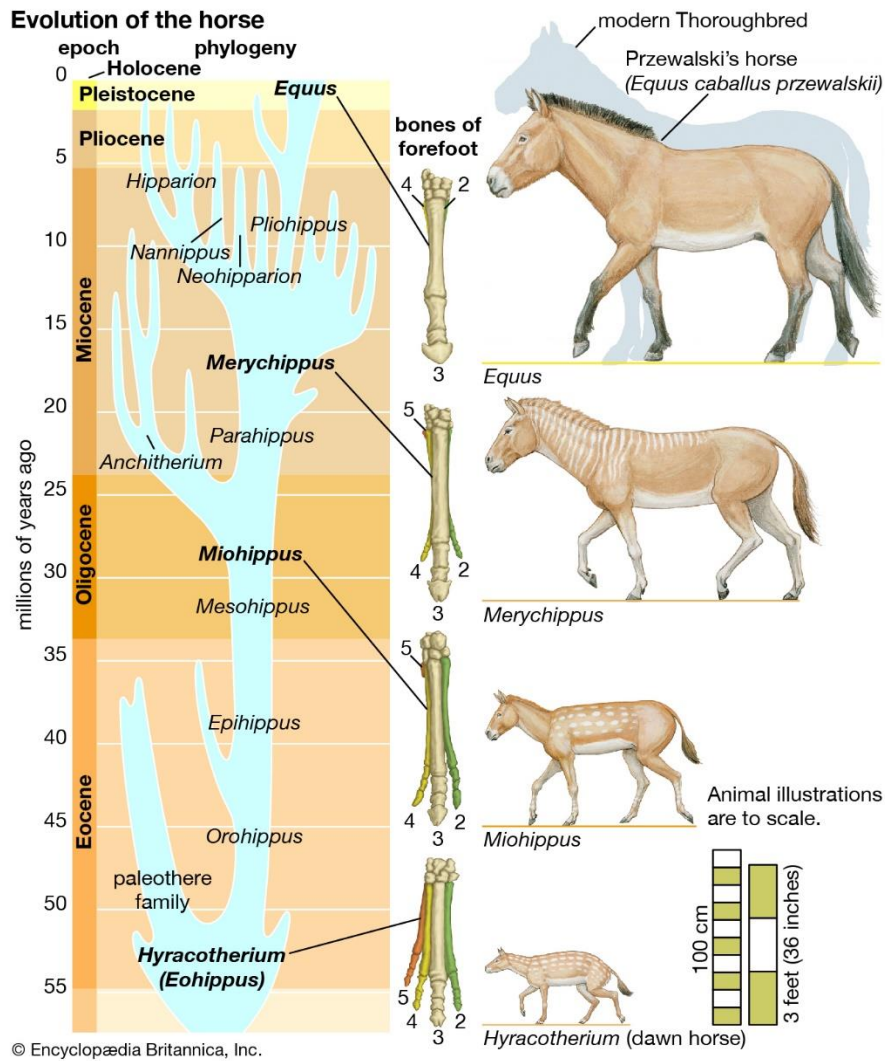 Evolution of the horse
epoch
phylogeny
0
Holocene
Pleistocene
Pliocene
5
Miocene
10
15
20
25
Oligocene
30
35
Eocene
40
45
50
55
millions of years ago
Equus
Hipparion
Pliohippus
Nannippus
Neohipparion
Merychippus
Parahippus
Anchitherium
Miohippus
Mesohippus
Epihippus
Orohippus
paleothere
family
Hyracotherium
(Eohippus)
bones of
forefoot
4
2
3
5
4
2
3
5
4
2
3
5
4
2
3
modern Thoroughbred
Przewalski's horse
(Equus caballus przewalskii)
Equus
Merychippus
Miohippus
Animal illustrations
are to scale.
100 cm
3 feet (36 inches)
Hyracotherium (dawn horse)
© Encyclopædia Britannica, Inc.